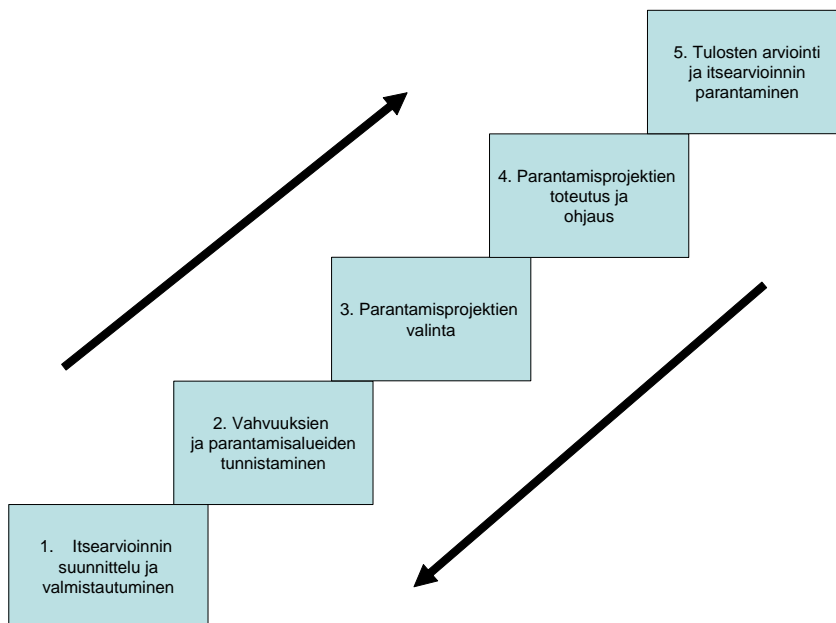 5. Tulosten arviointi
ja itsearvioinnin
parantaminen
4. Parantamisprojektien
toteutus ja
ohjaus
3. Parantamisprojektien
valinta
2. Vahvuuksien
ja parantamisalueiden
tunnistaminen
1. Itsearvioinnin
suunnittelu ja
valmistautuminen